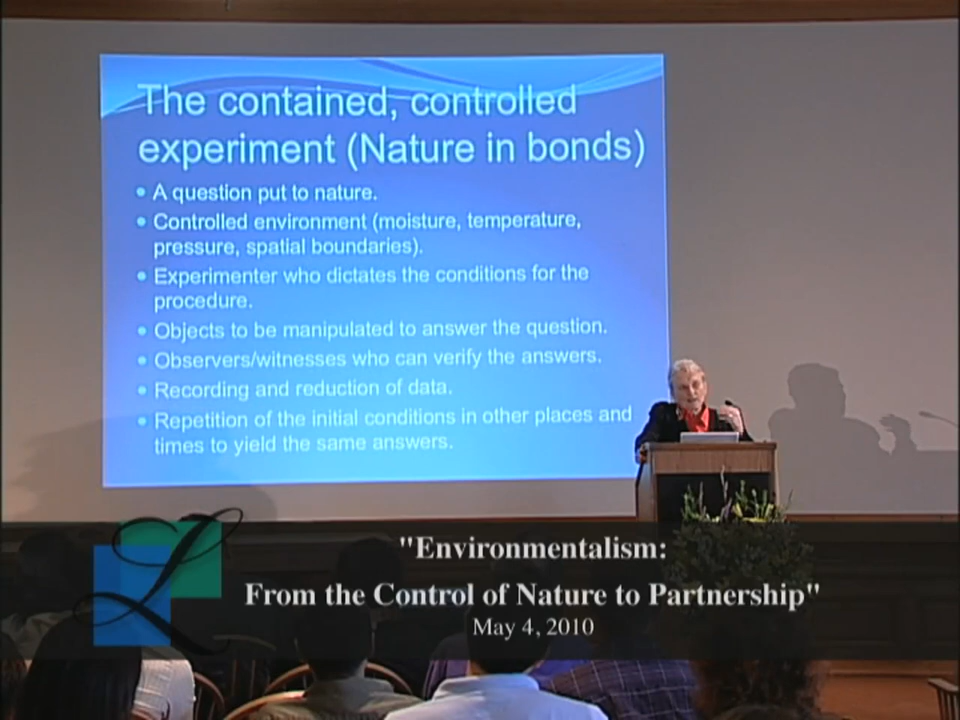 The contained, controlled
experiment (Nature in bonds)
• A question put to nature.
• Controlled environment (moisture, temperature,
pressure, spatial boundaries).
• Experimenter who dictates the conditions for the
procedure.
• Objects to be manipulated to answer the question.
• Observers/witnesses who can verify the answers.
• Recording and reduction of data.
• Repetition of the initial conditions in other places and
times to yield the same answers.
L
"Environmentalism:
From the Control of Nature to Partnership"
May 4, 2010